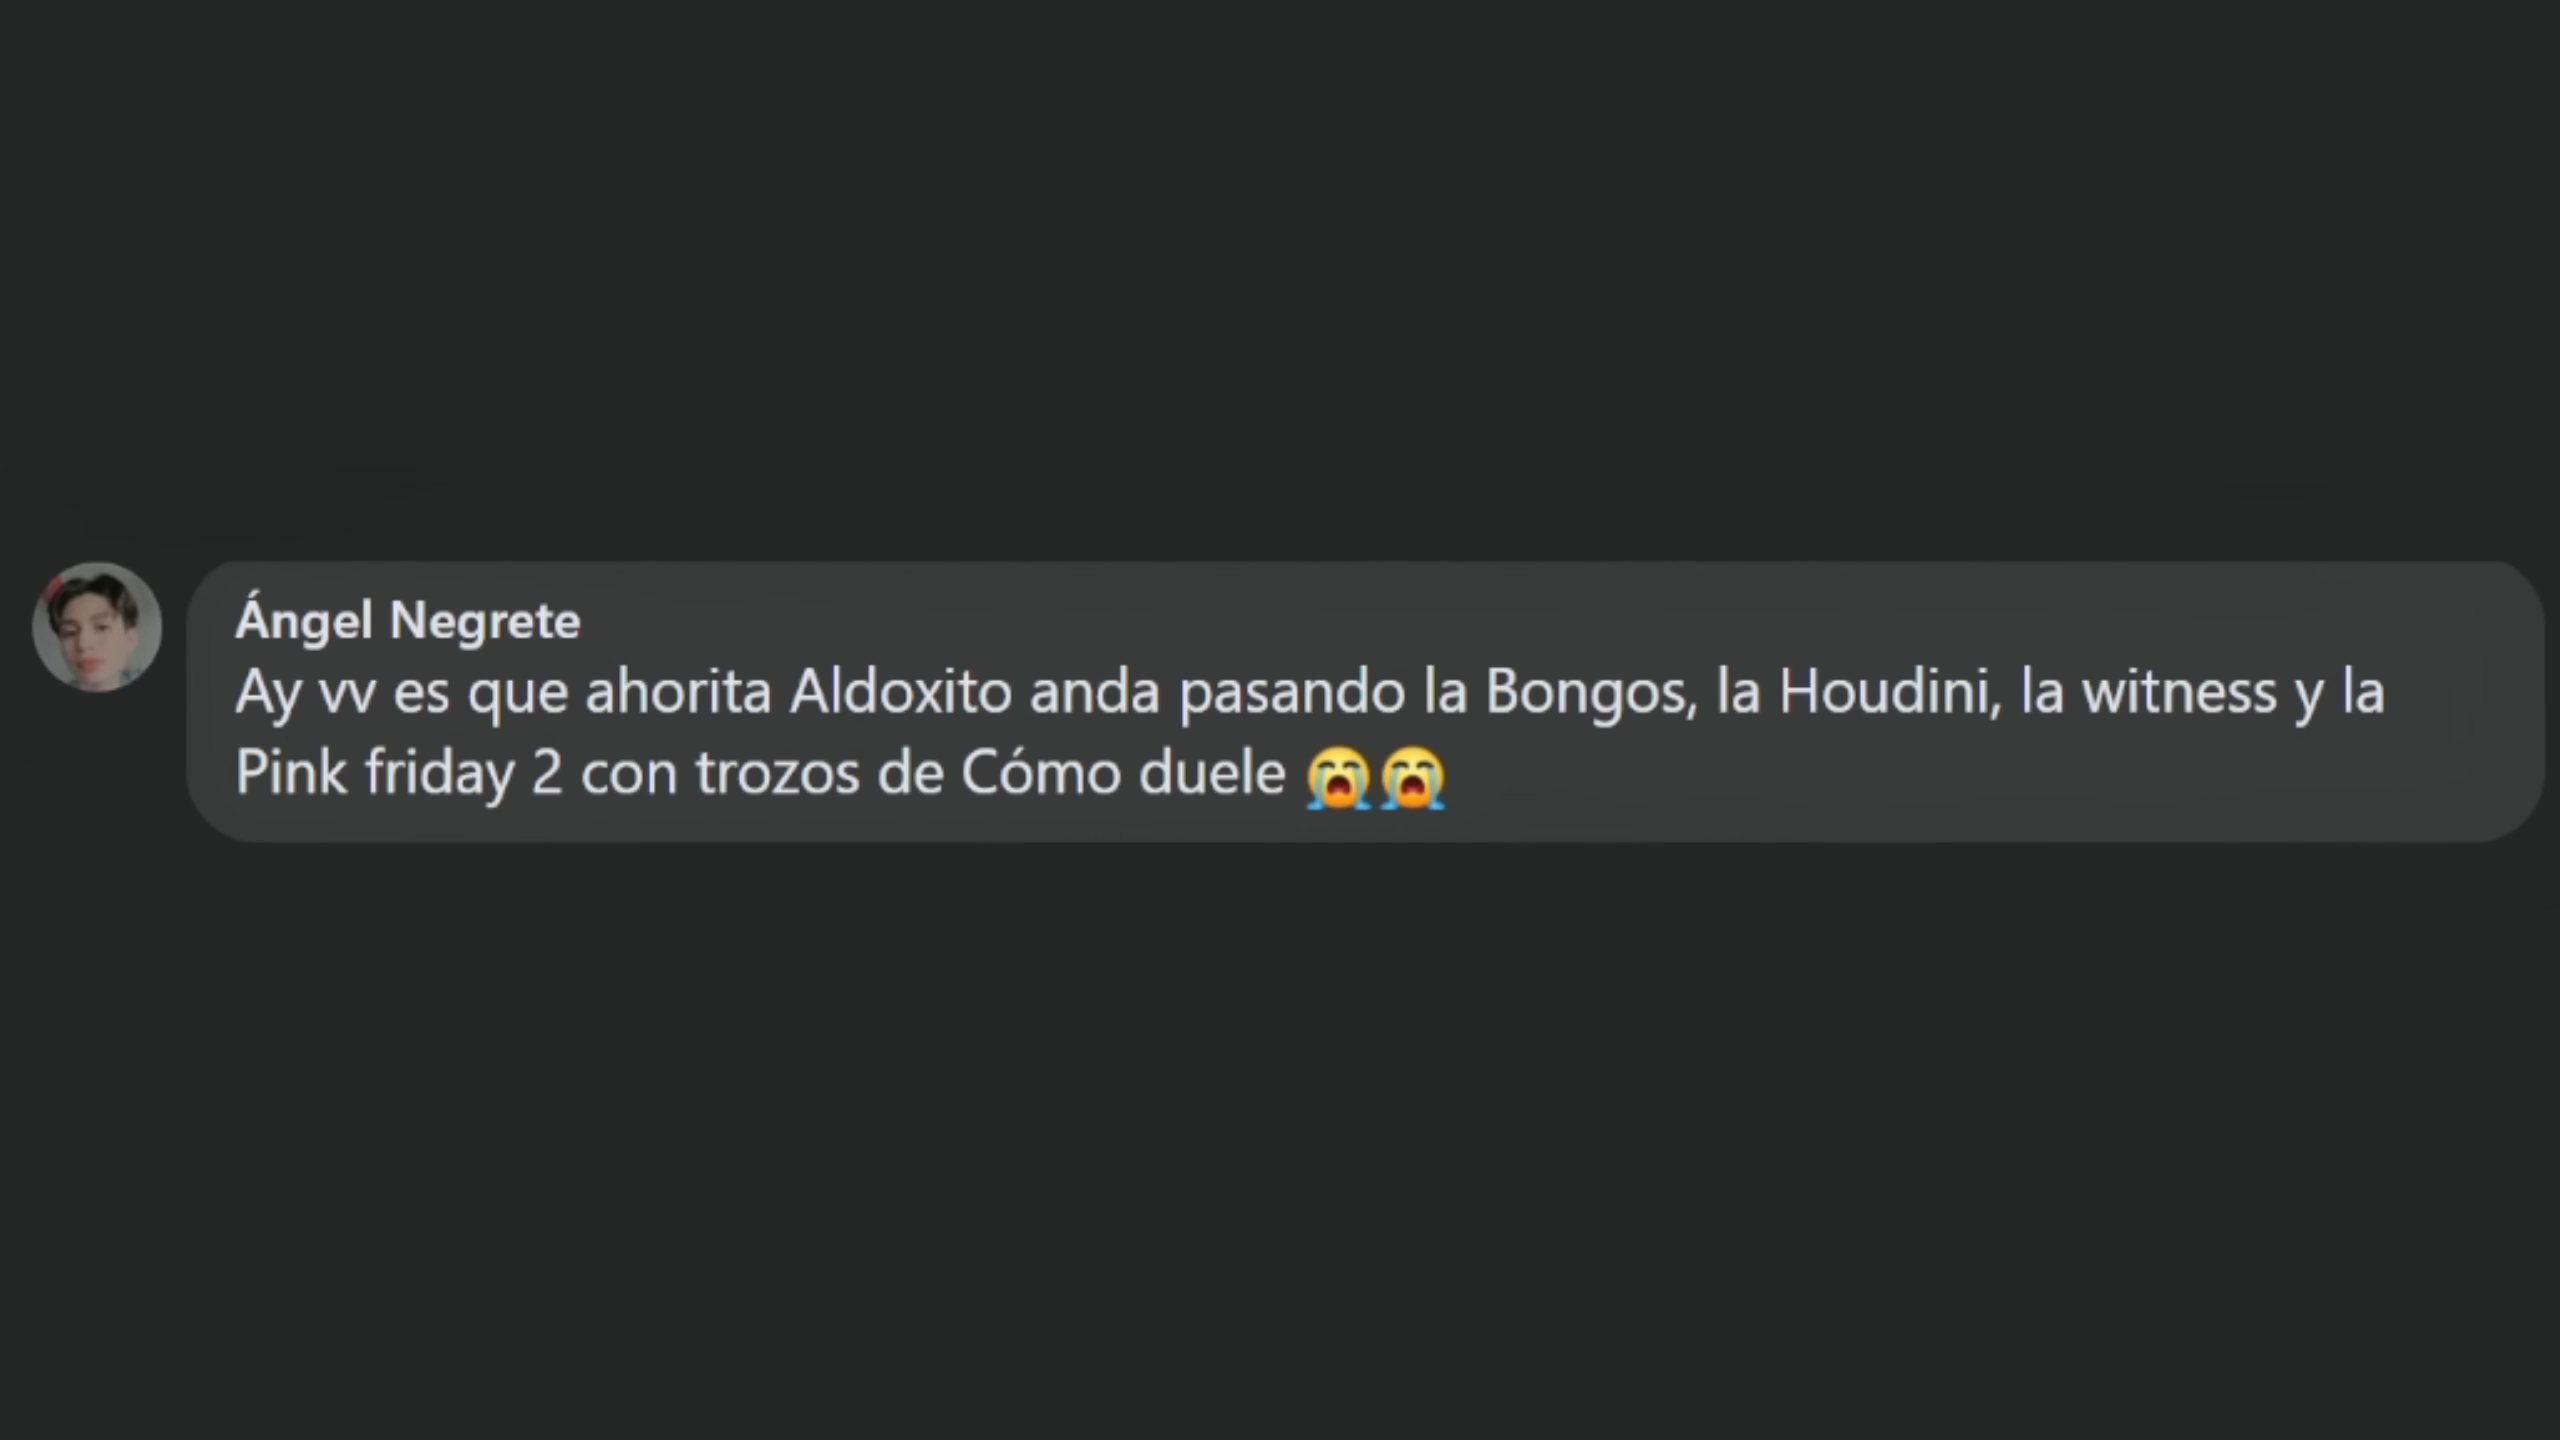 Ángel Negrete
Ay vv es que ahorita Aldoxito anda pasando la Bongos, la Houdini, la witness y la
Pink friday 2 con trozos de Cómo duele 😭😭